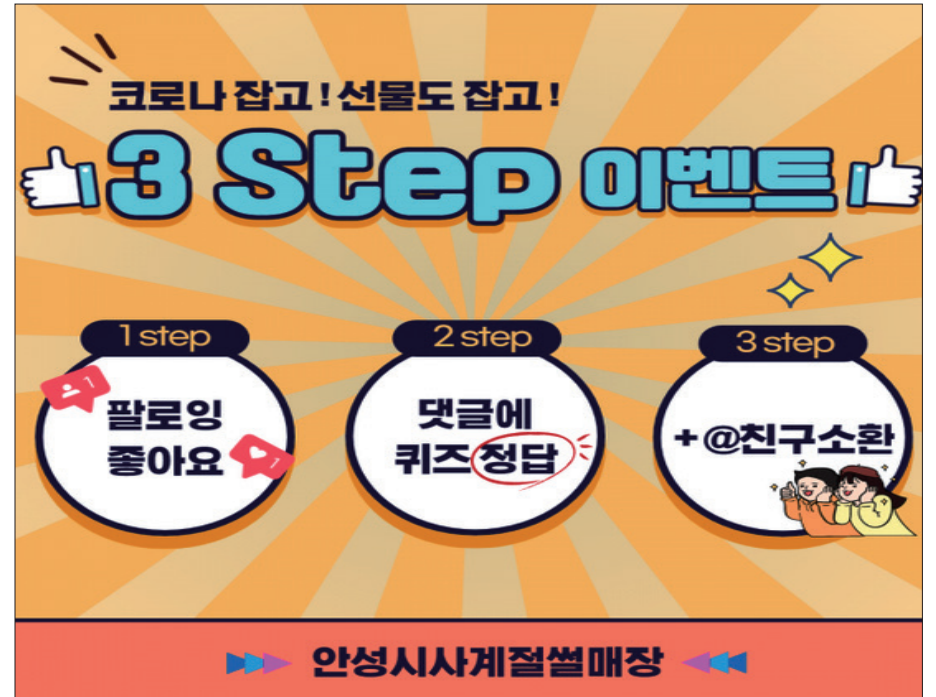 코로나 잡고! 선물도 잡고!
3 Step 이벤트
1 step
팔로잉
좋아요
1
1
2 step
댓글에
퀴즈 정답
3 step
+ @친구소환
안성시사계절썰매장